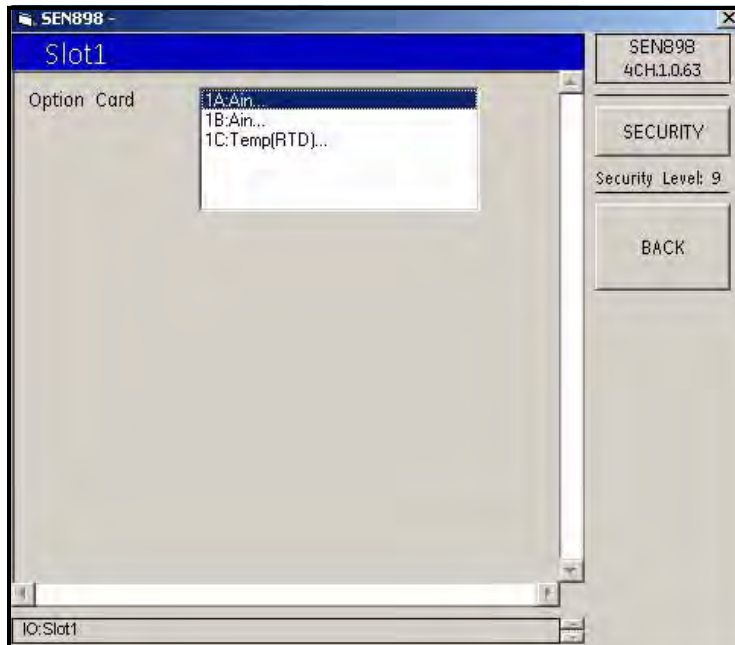 SEN898 -
Slot1
Option Card
1A:Ain...
1B:Ain...
1C:Temp(RTD)...
SEN898
4CH.1.0.63
SECURITY
Security Level: 9
BACK
IO:Slot1